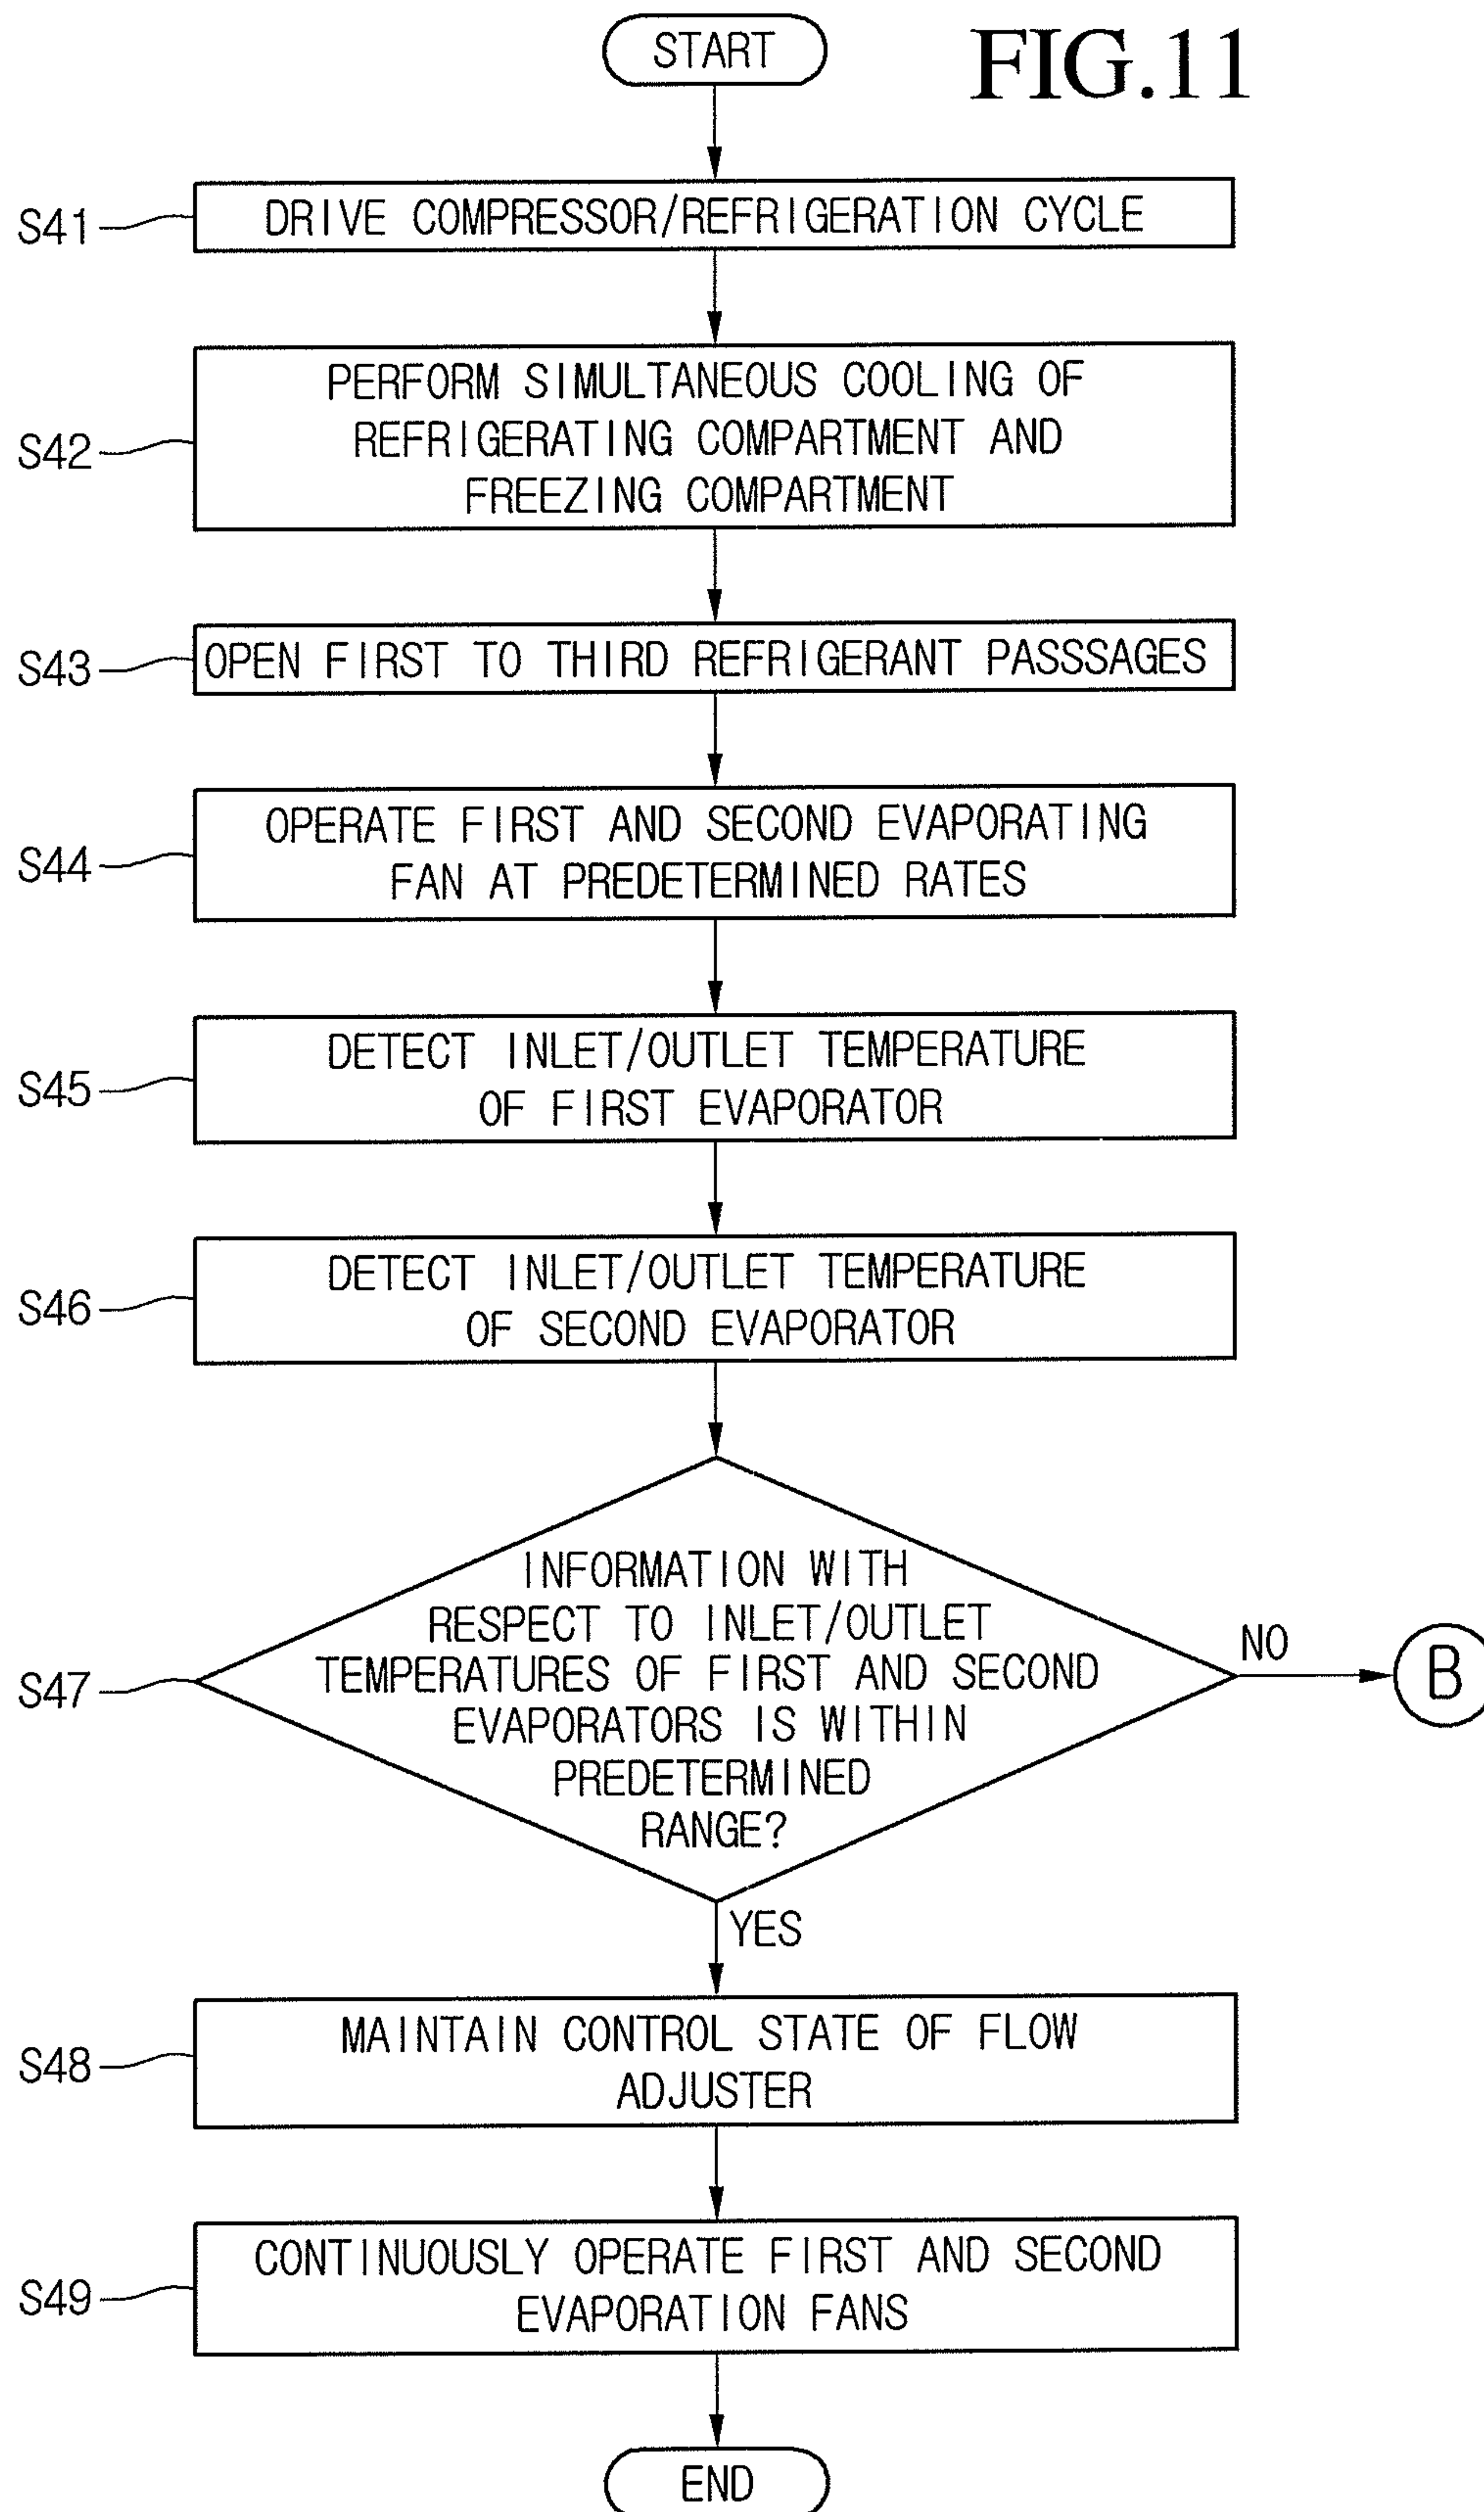 START
FIG.11
S41
DRIVE COMPRESSOR/REFRIGERATION CYCLE
S42
PERFORM SIMULTANEOUS COOLING OF
REFRIGERATING COMPARTMENT AND
FREEZING COMPARTMENT
S43
OPEN FIRST TO THIRD REFRIGERANT PASSSAGES
S44
OPERATE FIRST AND SECOND EVAPORATING
FAN AT PREDETERMINED RATES
S45
DETECT INLET/OUTLET TEMPERATURE
OF FIRST EVAPORATOR
S46
DETECT INLET/OUTLET TEMPERATURE
OF SECOND EVAPORATOR
S47
INFORMATION WITH
RESPECT TO INLET/OUTLET
TEMPERATURES OF FIRST AND SECOND
EVAPORATORS IS WITHIN
PREDETERMINED
RANGE?
NO
B
YES
S48
MAINTAIN CONTROL STATE OF FLOW
ADJUSTER
S49
CONTINUOUSLY OPERATE FIRST AND SECOND
EVAPORATION FANS
END